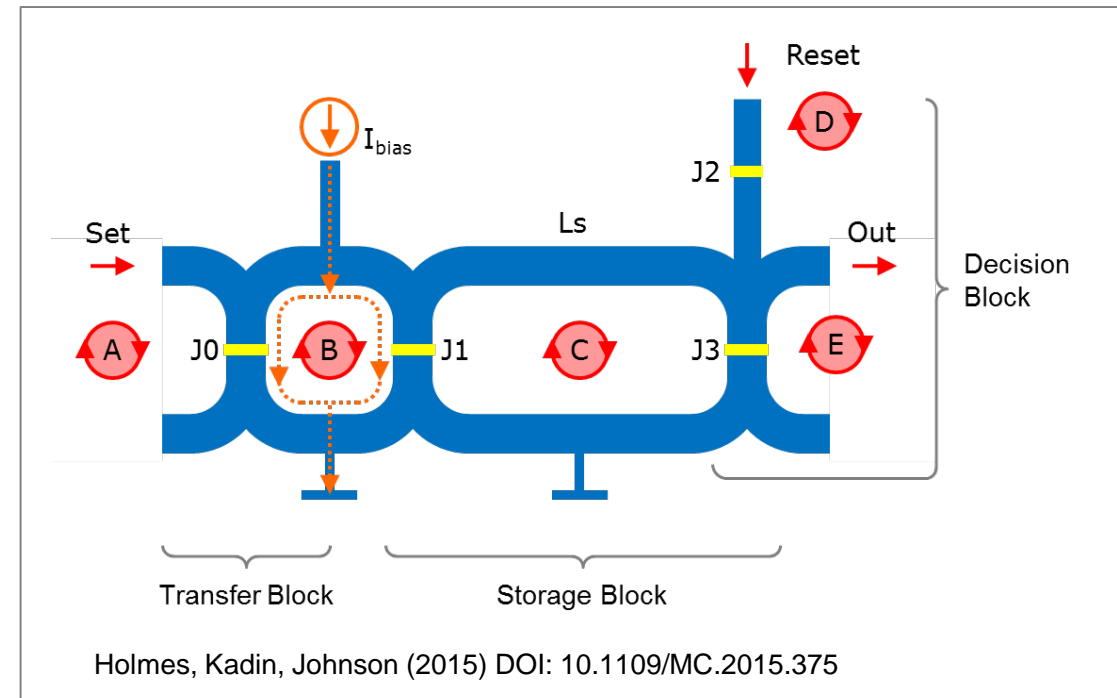 Reset
D
I_bias
J2
Set
Ls
Out
Decision
Block
A
J0
B
J1
C
J3
E
Transfer Block
Storage Block
Holmes, Kadin, Johnson (2015) DOI: 10.1109/MC.2015.375